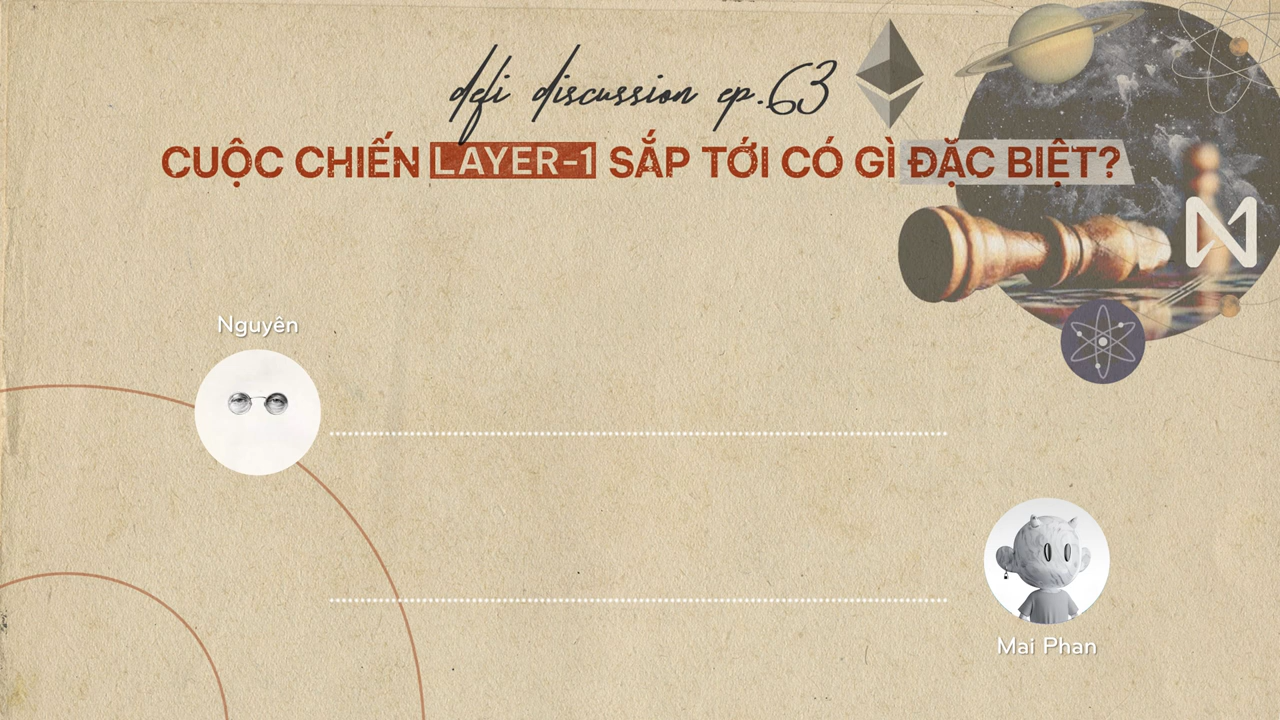 defi discussion ep.63
CUỘC CHIẾN LAYER-1 SẮP TỚI CÓ GÌ ĐẶC BIỆT?
Nguyên
Mai Phan